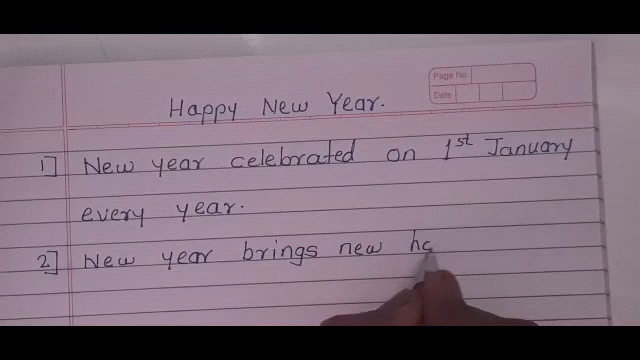 Page No
Date
Happy New Year.
1] New year celebrated on 1st January
every year.
2] New year brings new